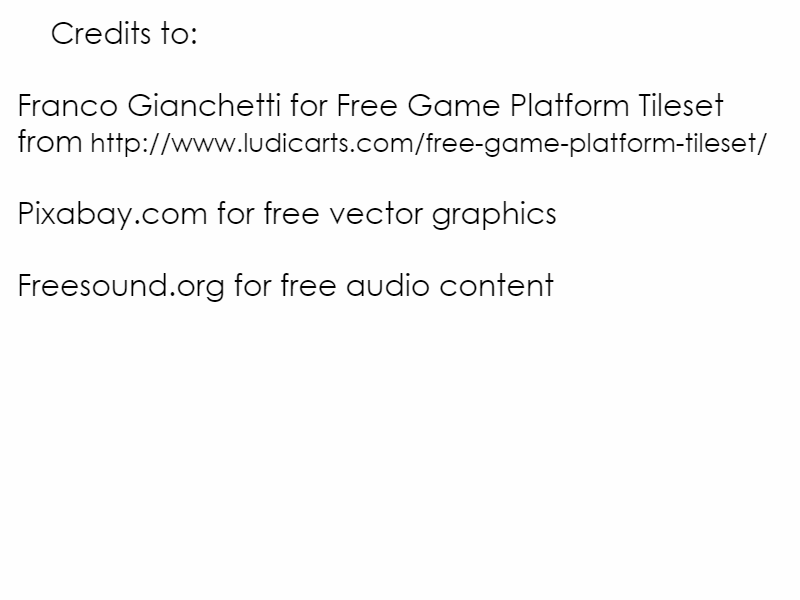 Credits to:
Franco Gianchetti for Free Game Platform Tileset
from http://www.ludicarts.com/free-game-platform-tileset/
Pixabay.com for free vector graphics
Freesound.org for free audio content